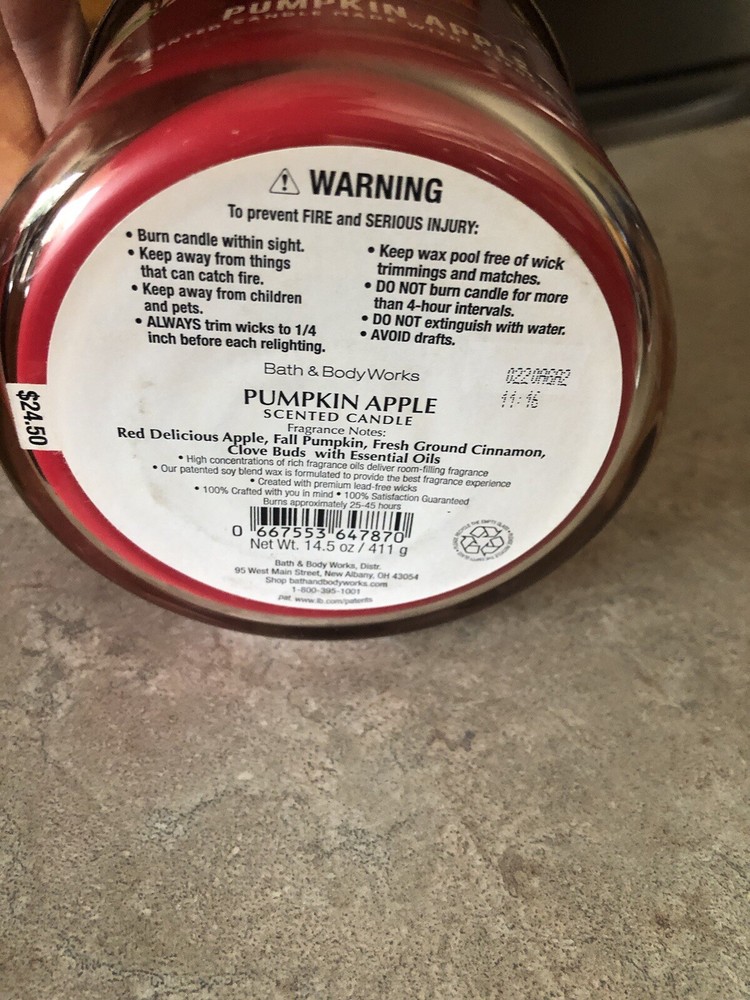 PUMPKIN APPLE
WARNING
To prevent FIRE and SERIOUS INJURY:
• Burn candle within sight.
• Keep away from things
that can catch fire.
• Keep away from children
and pets.
• ALWAYS trim wicks to 1/4
inch before each relighting.
• Keep wax pool free of wick
trimmings and matches.
• DO NOT burn candle for more
than 4-hour intervals.
• DO NOT extinguish with water.
• AVOID drafts.
11:16
Bath & Body Works
PUMPKIN APPLE
SCENTED CANDLE
Fragrance Notes:
Red Delicious Apple, Fall Pumpkin, Fresh Ground Cinnamon,
Clove Buds with Essential Oils
• High concentrations of rich fragrance oils deliver room-filling fragrance
• Our patented soy blend wax is formulated to provide the best fragrance experience
• Created with premium lead-free wicks
• 100% Crafted with you in mind • 100% Satisfaction Guaranteed
Burns approximately 25-45 hours
0 667553 647870
Net Wt. 14.5 oz / 411 g
Bath & Body Works, Distr.
95 West Main Street, New Albany, OH 43054
Shop bathandbodyworks.com
1-800-395-1001
pat. www.lb.com/patents
$24.50